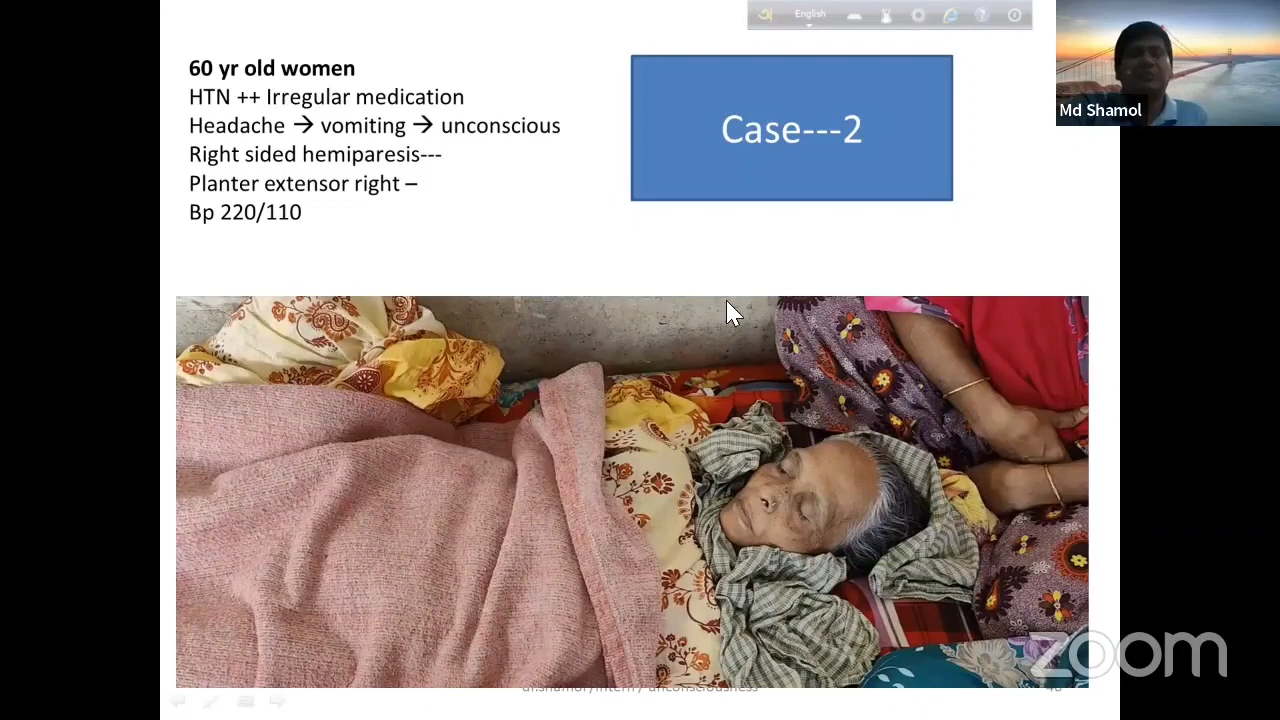 English
60 yr old women
HTN ++ Irregular medication
Headache → vomiting → unconscious
Right sided hemiparesis---
Planter extensor right –
Bp 220/110
Case---2
Md Shamol
zoom